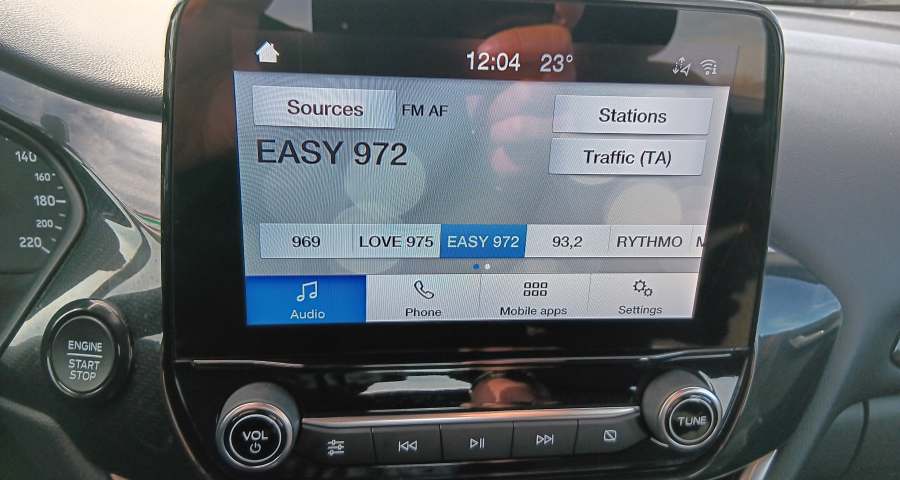 12:04 23°
Sources FM AF Stations
EASY 972 Traffic (TA)
969 LOVE 975 EASY 972 93,2 RYTHMO
Audio Phone Mobile apps Settings
140
160
180
200
220
ENGINE
START
STOP
VOL
TUNE